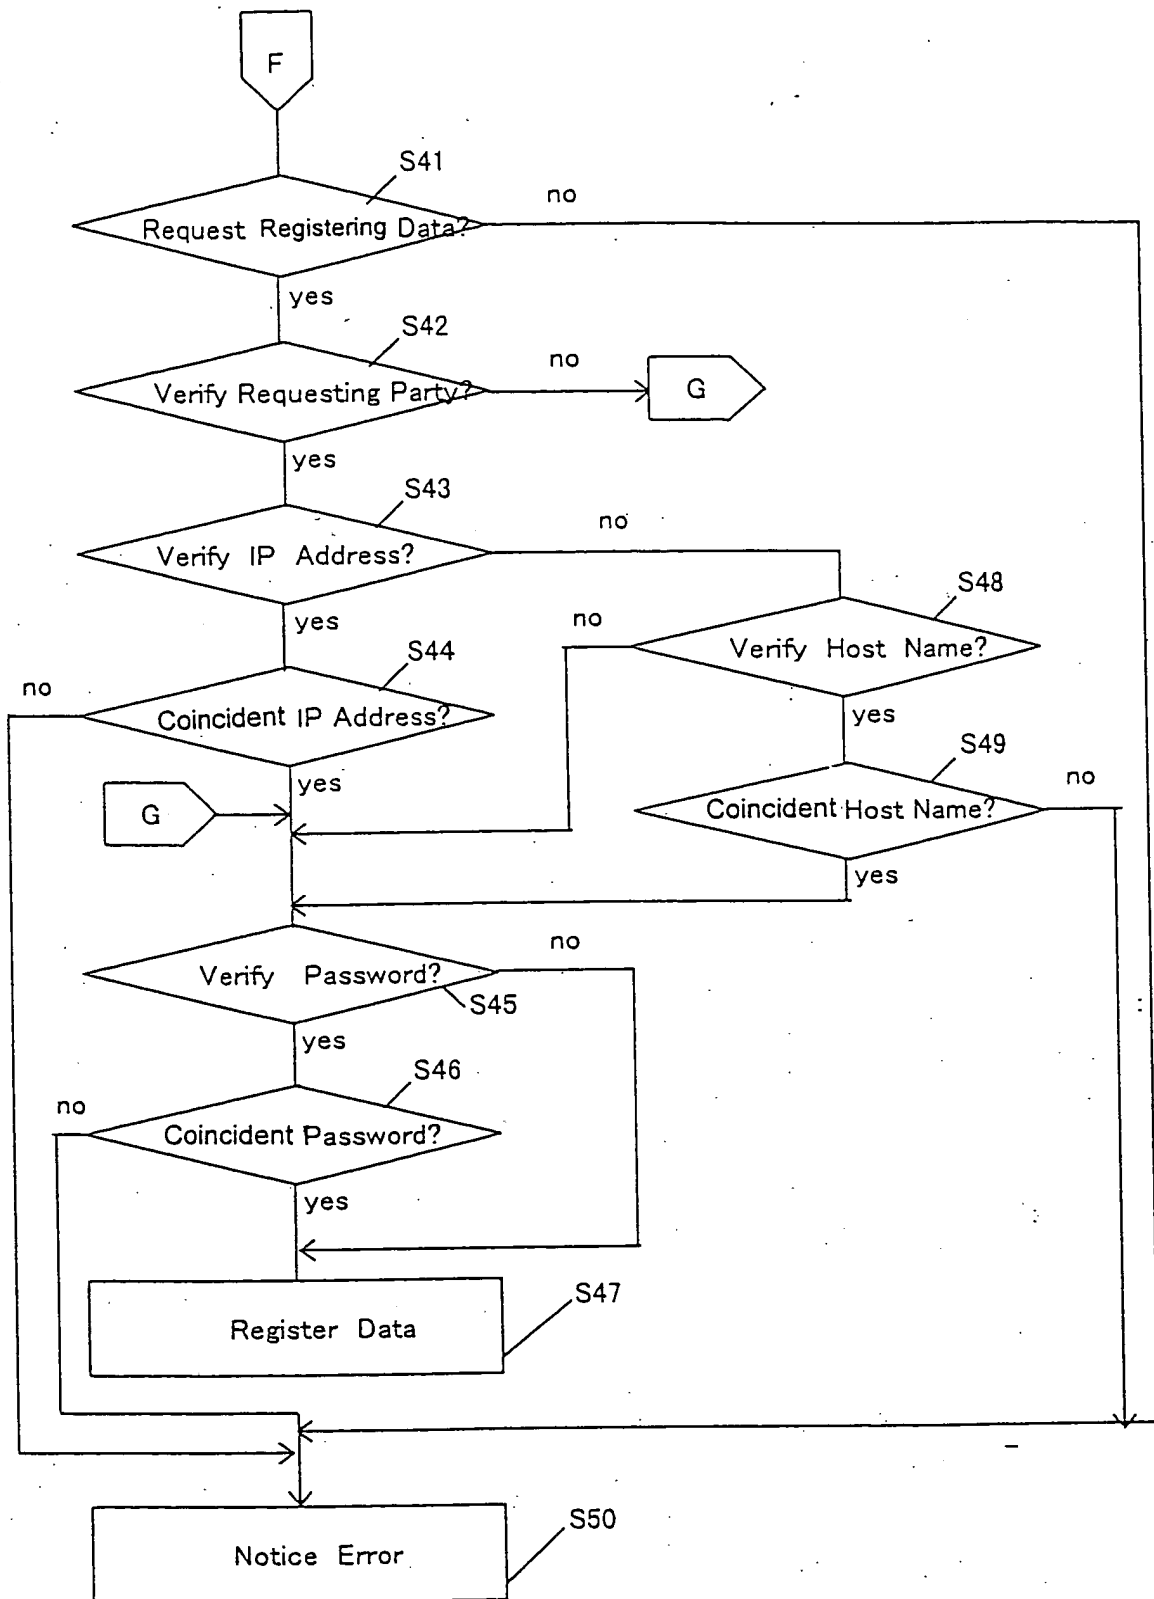 F
S41
no
Request Registering Data?
yes
S42
no
Verify Requesting Party?
G
yes
S43
no
Verify IP Address?
yes
S48
no
Verify Host Name?
S44
no
Coincident IP Address?
yes
yes
S49
no
G
Coincident Host Name?
yes
no
Verify Password?
S45
yes
S46
no
Coincident Password?
yes
S47
Register Data
S50
Notice Error